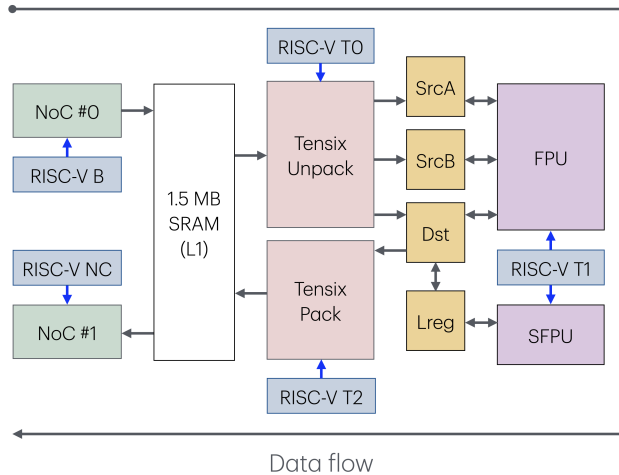 RISC-V T0
NoC #0
RISC-V B
1.5 MB
SRAM
(L1)
Tensix
Unpack
SrcA
SrcB
Dst
FPU
RISC-V NC
NoC #1
Tensix
Pack
Lreg
RISC-V T1
SFPU
RISC-V T2
Data flow